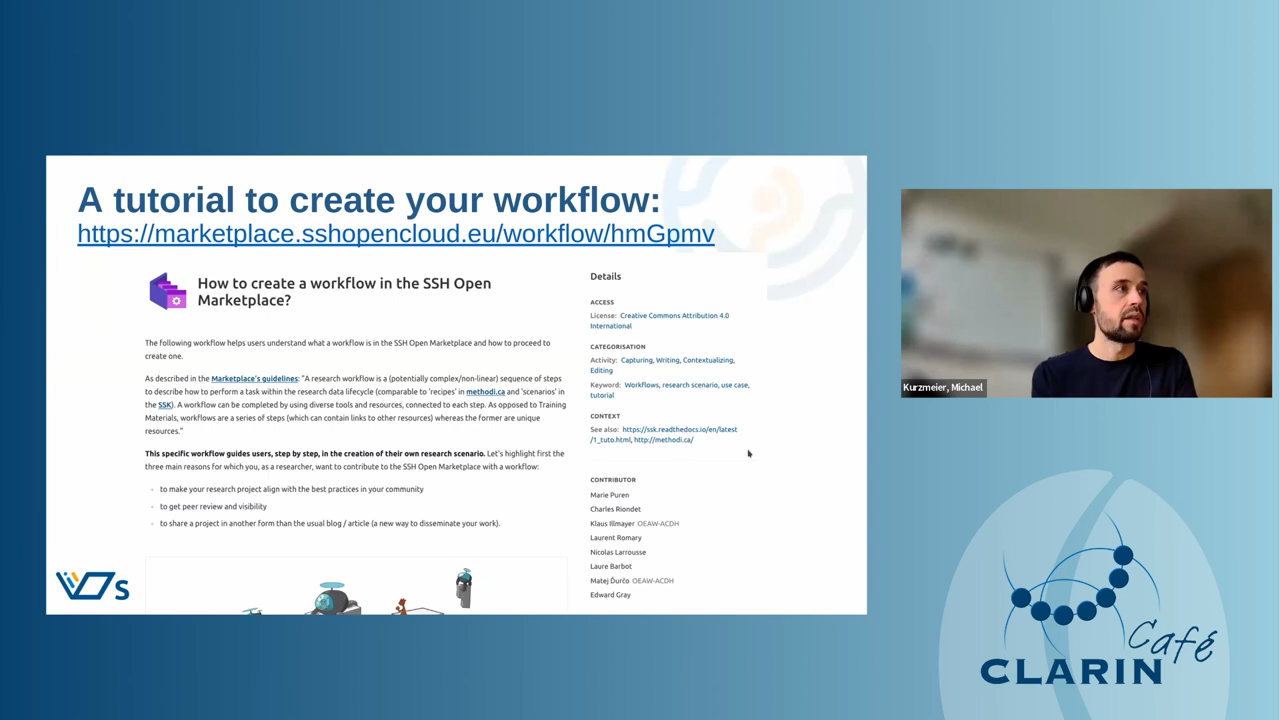 A tutorial to create your workflow:
https://marketplace.sshopencloud.eu/workflow/hmGpmv
How to create a workflow in the SSH Open
Marketplace?
The following workflow helps users understand what a workflow is in the SSH Open Marketplace and how to proceed to
create one.
As described in the Marketplace's guidelines: "A research workflow is a (potentially complex/non-linear) sequence of steps
to describe how to perform a task within the research data lifecycle (comparable to 'recipes' in methodi.ca and 'scenarios' in
the SSK). A workflow can be completed by using diverse tools and resources, connected to each step. As opposed to Training
Materials, workflows are a series of steps (which can contain links to other resources) whereas the former are unique
resources."
This specific workflow guides users, step by step, in the creation of their own research scenario. Let's highlight first the
three main reasons for which you, as a researcher, want to contribute to the SSH Open Marketplace with a workflow:
to make your research project align with the best practices in your community
to get peer review and visibility
to share a project in another form than the usual blog / article (a new way to disseminate your work).
Details
ACCESS
License: Creative Commons Attribution 4.0
International
CATEGORISATION
Activity: Capturing, Writing, Contextualizing,
Editing
Keyword: Workflows, research scenario, use case,
tutorial
CONTEXT
See also: https://ssk.readthedocs.io/en/latest
/1_tuto.html, http://methodi.ca/
CONTRIBUTOR
Marie Puren
Charles Riondet
Klaus Illmayer OEAW-ACDH
Laurent Romary
Nicolas Larrousse
Laure Barbot
Matej Ďurčo OEAW-ACDH
Edward Gray
Kurzmeier, Michael
Café
CLARIN